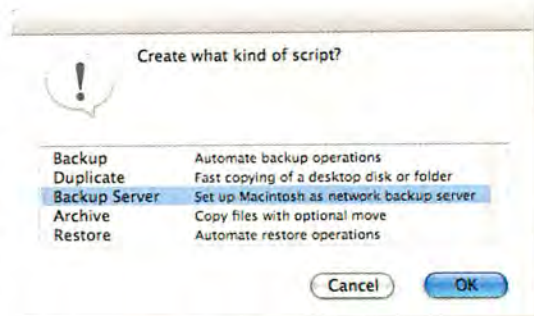 Create what kind of script?
Backup Automate backup operations
Duplicate Fast copying of a desktop disk or folder
Backup Server Set up Macintosh as network backup server
Archive Copy files with optional move
Restore Automate restore operations
Cancel OK